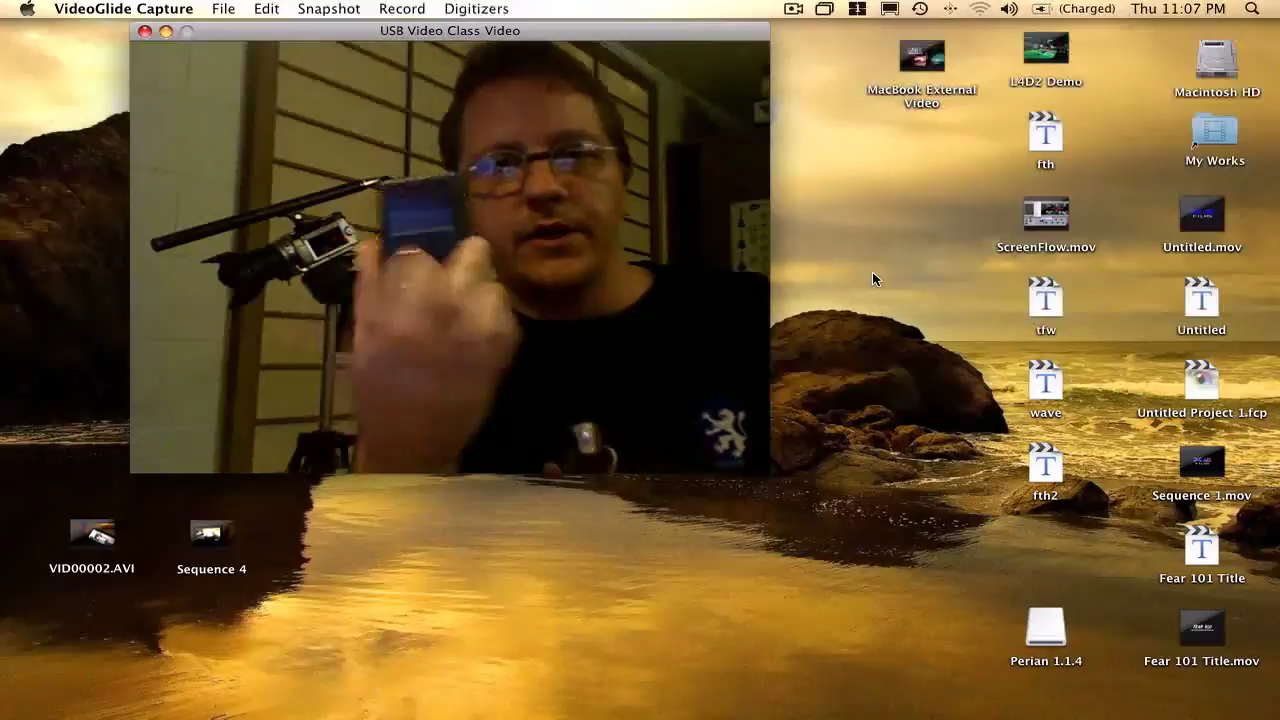 VideoGlide Capture File Edit Snapshot Record Digitizers (Charged) Thu 11:07 PM
USB Video Class Video
MacBook External
Video
L4D2 Demo
Macintosh HD
fth
My Works
ScreenFlow.mov
Untitled.mov
tfw
Untitled
wave
Untitled Project 1.fcp
fth2
Sequence 1.mov
VID00002.AVI
Sequence 4
Fear 101 Title
Perian 1.1.4
Fear 101 Title.mov